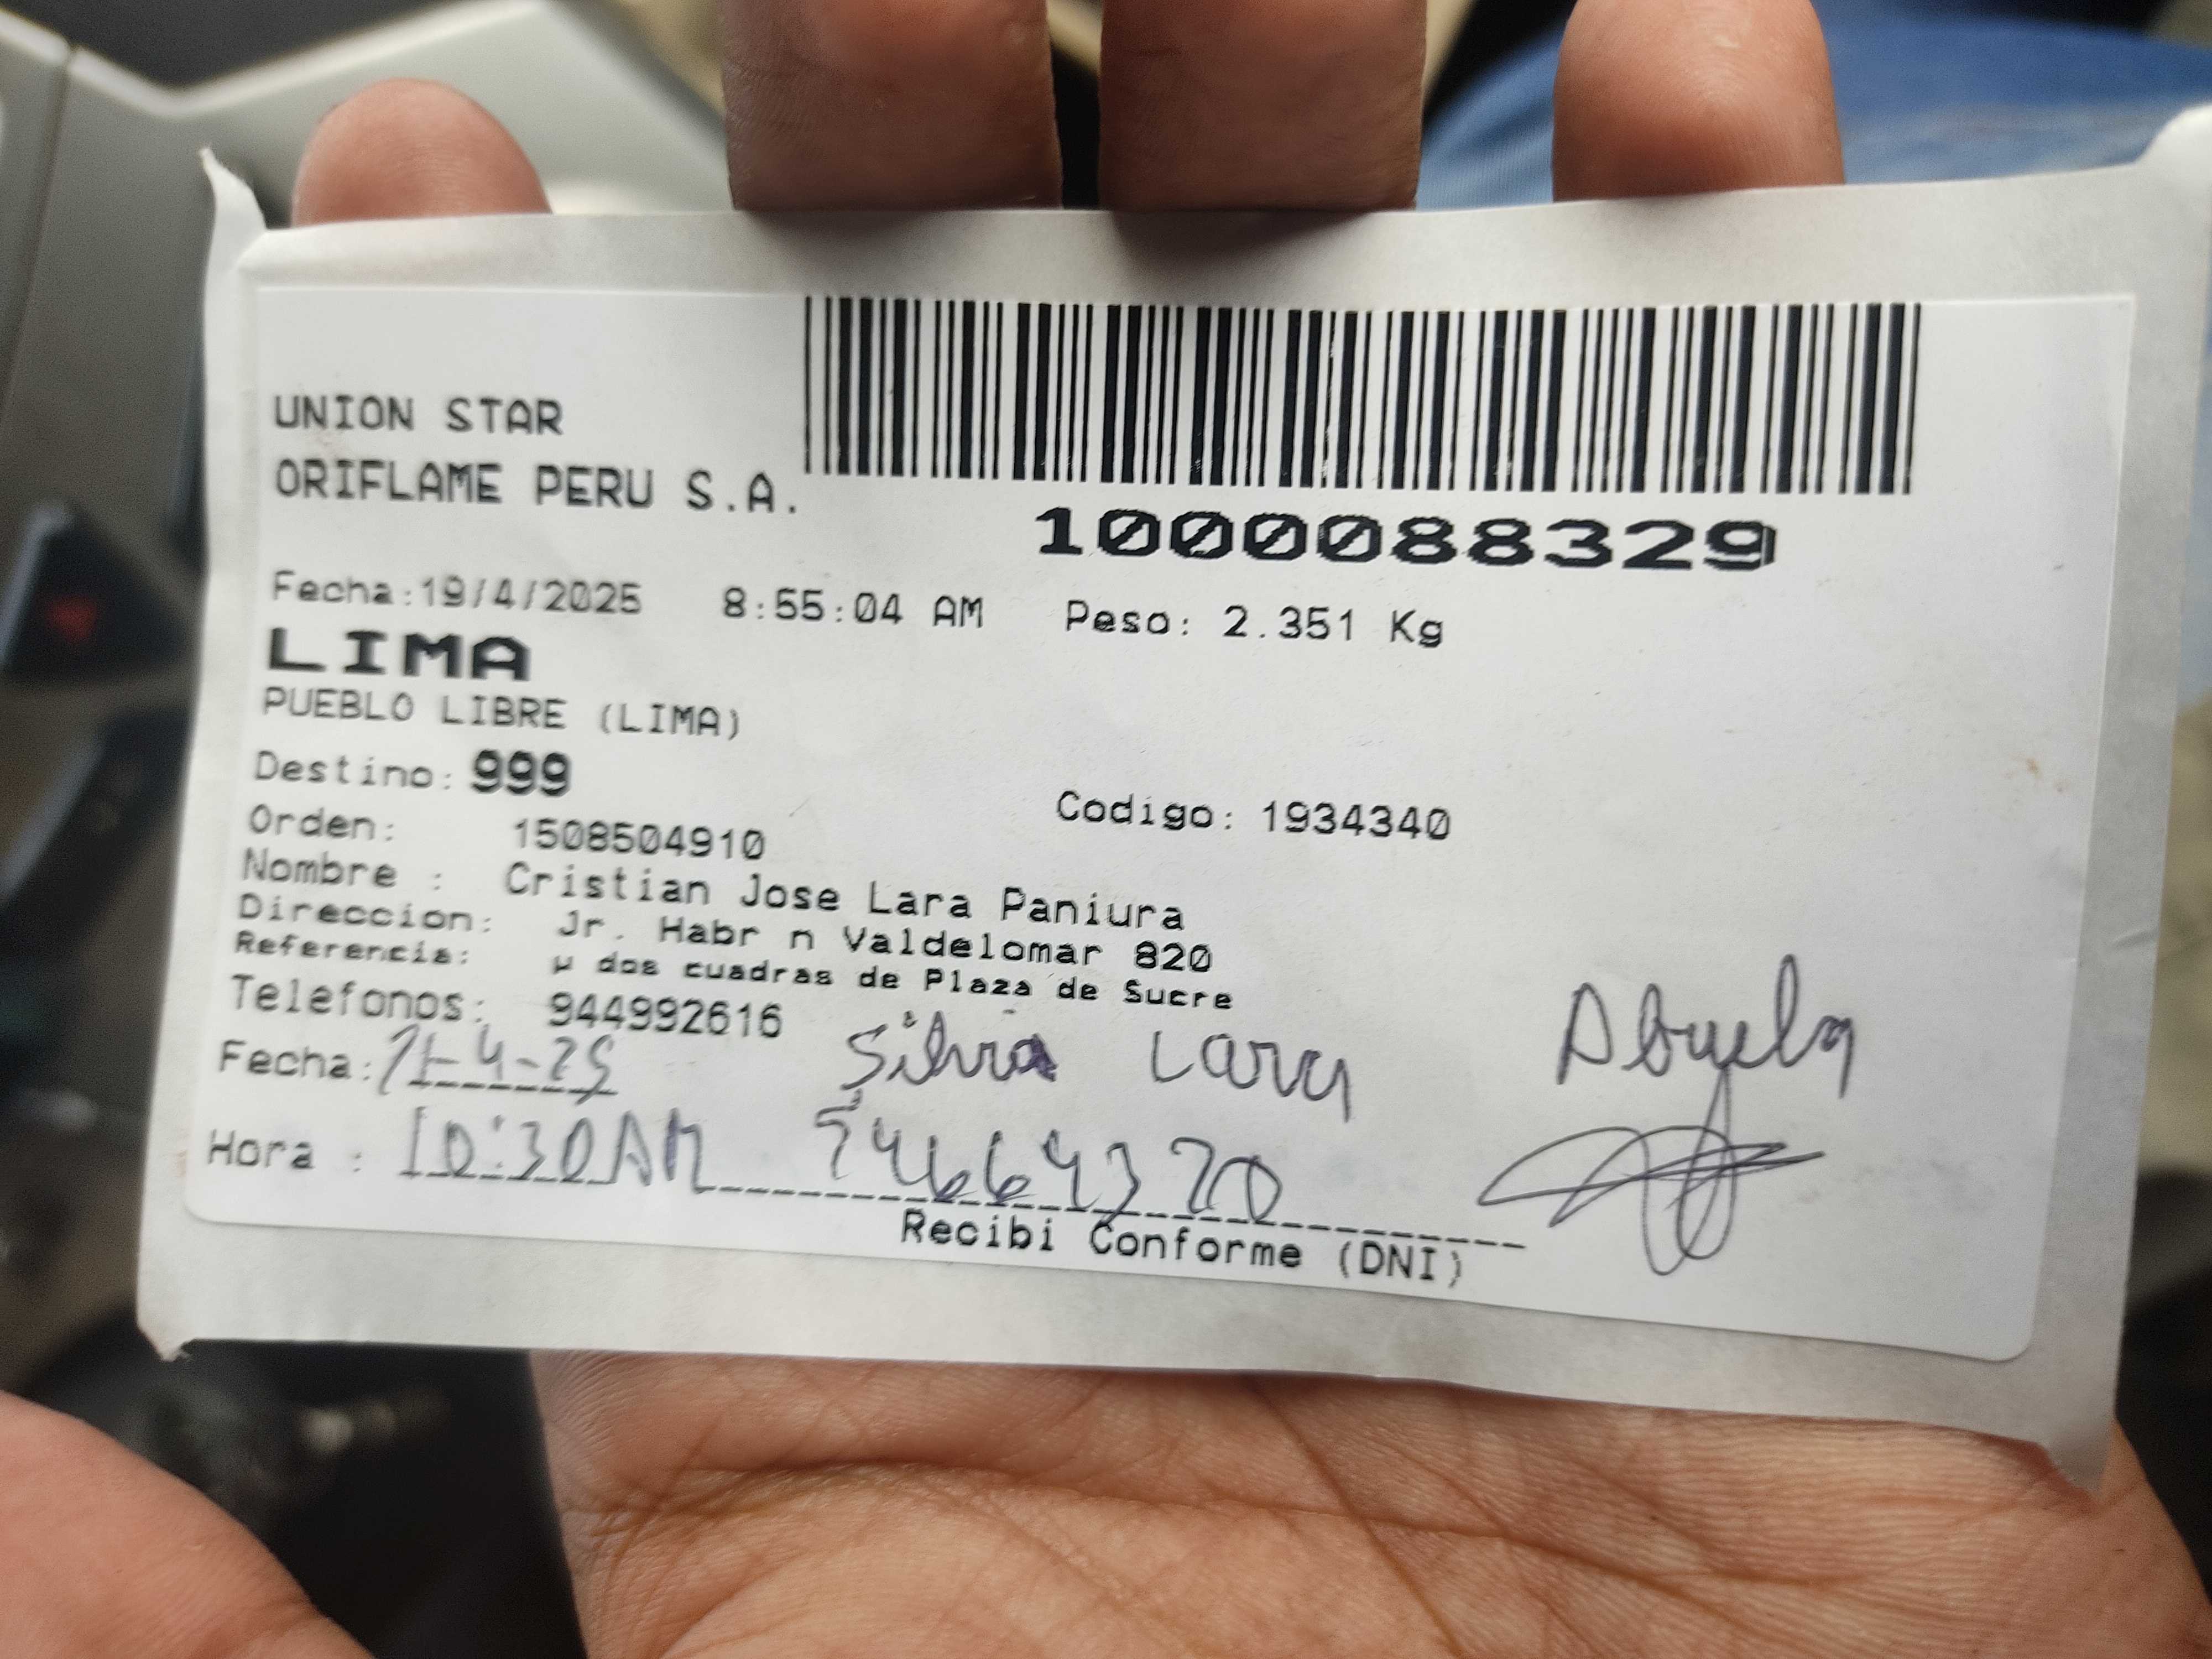 UNION STAR
ORIFLAME PERU S.A.
1000088329
Fecha:19/4/2025 8:55:04 AM Peso: 2.351 Kg
LIMA
PUEBLO LIBRE (LIMA)
Destino: 999
Orden: 1508504910 Codigo: 1934340
Nombre : Cristian Jose Lara Paniura
Direccion: Jr. Habr n Valdelomar 820
Referencia: µ dos cuadras de Plaza de Sucre
Telefonos: 944992616
Fecha: 21-4-25 Silvia Lara Abuela
Hora : 10:30AM
Recibi Conforme (DNI)